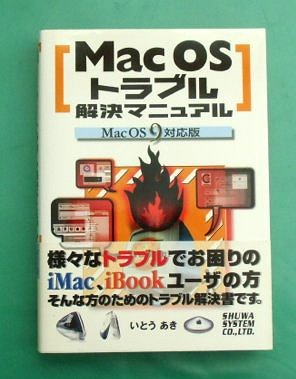 Mac OS
トラブル
解決マニュアル
Mac OS 9 対応版
様々なトラブルでお困りの
iMac、iBookユーザの方
そんな方のためのトラブル解決書です。
いとう あき
SHUWA
SYSTEM
CO.,LTD.